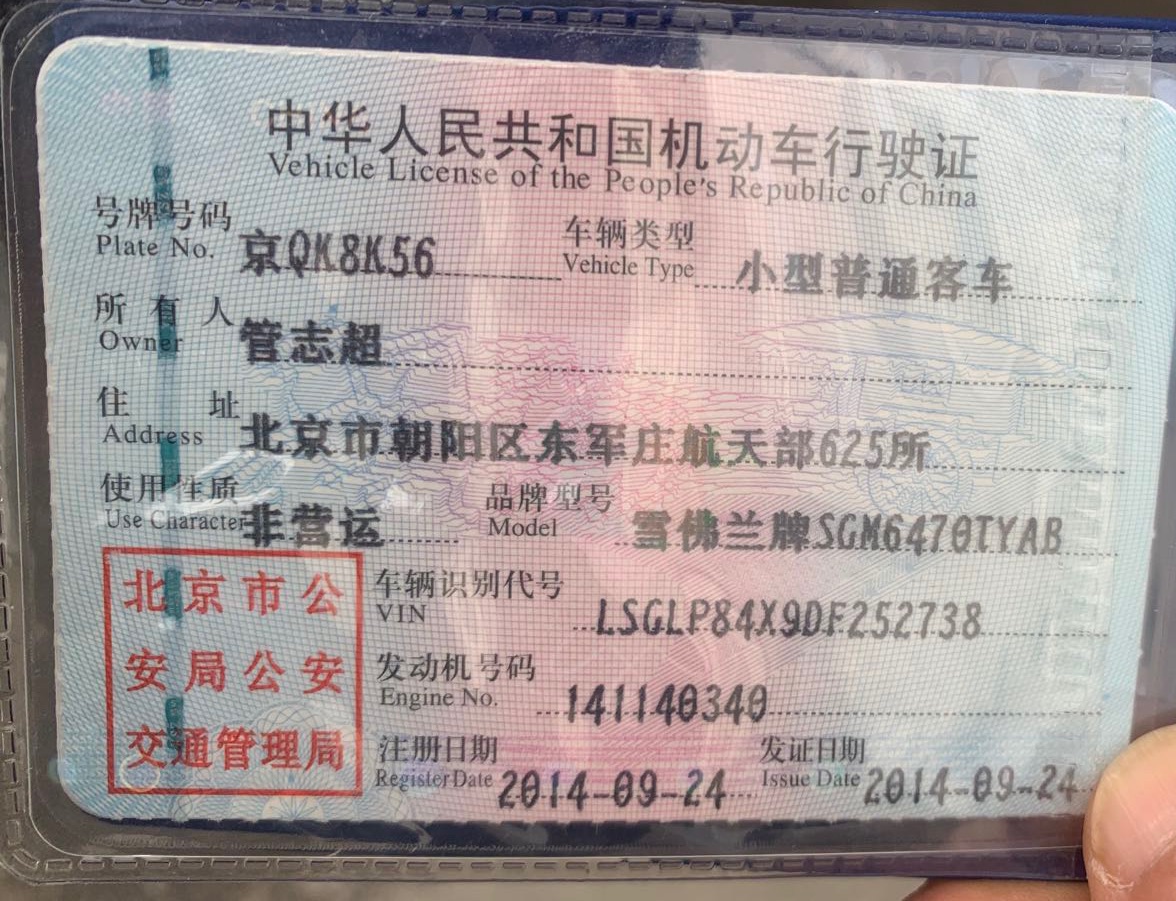 中华人民共和国机动车行驶证
Vehicle License of the People's Republic of China
号牌号码 京QK8K56 车辆类型 小型普通客车
Plate No. Vehicle Type
所有人 管志超
Owner
住址 北京市朝阳区东军庄航天部625所
Address
使用性质 非营运 品牌型号 雪佛兰牌SGM6470TYAB
Use Character Model
北京市公
安局公安
交通管理局
车辆识别代号 LSGLP84X9DF252738
VIN
发动机号码 141140340
Engine No.
注册日期 2014-09-24 发证日期 2014-09-24
Register Date Issue Date